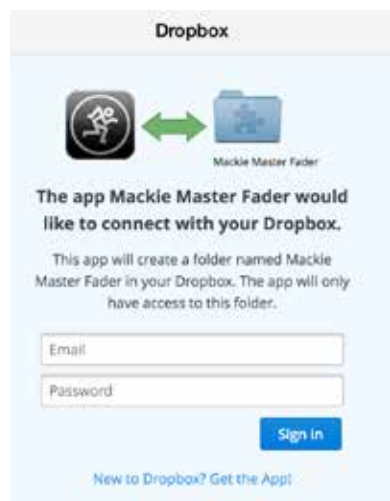 Dropbox
Mackie Master Fader
The app Mackie Master Fader would
like to connect with your Dropbox.
This app will create a folder named Mackie
Master Fader in your Dropbox. The app will only
have access to this folder.
Email
Password
Sign in
New to Dropbox? Get the App!